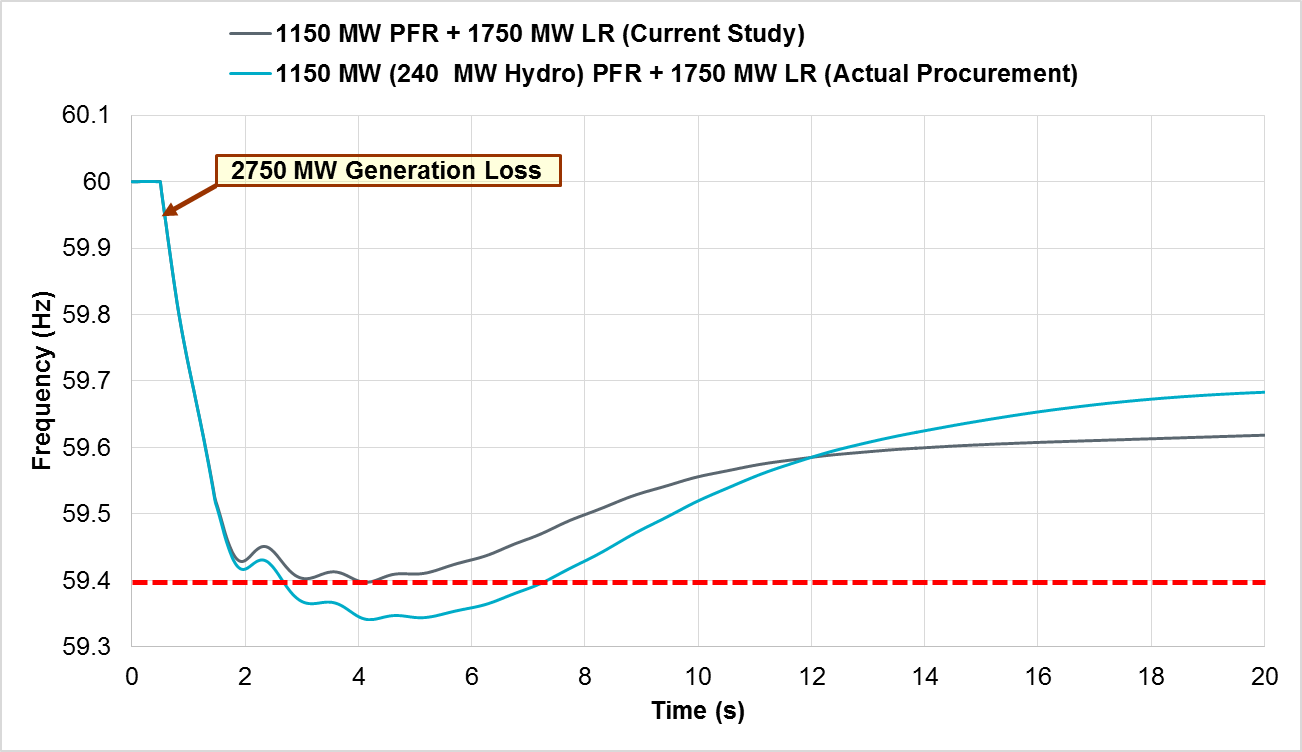 1150 MW PFR + 1750 MW LR (Current Study)
1150 MW (240  MW Hydro) PFR + 1750 MW LR (Actual Procurement)
2750 MW Generation Loss
Frequency (Hz)
60.1
60
59.9
59.8
59.7
59.6
59.5
59.4
59.3
0 2 4 6 8 10 12 14 16 18 20
Time (s)